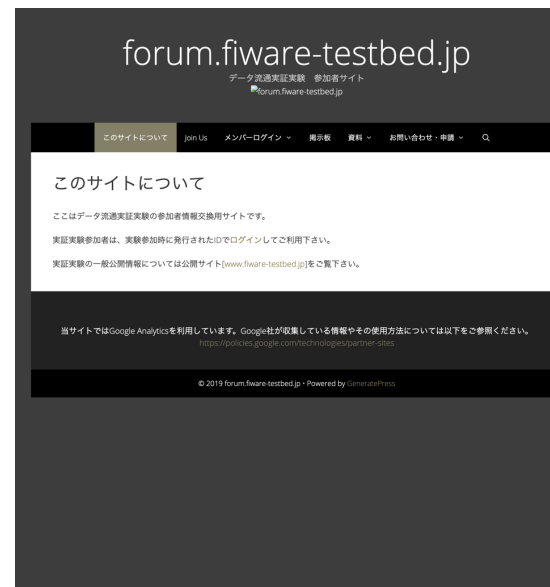 forum.fiware-testbed.jp
データ流通実証実験　参加者サイト
forum.fiware-testbed.jp
このサイトについて Join Us メンバーログイン 掲示板 資料 お問い合わせ・申請
このサイトについて
ここはデータ流通実証実験の参加者情報交換用サイトです。
実証実験参加者は、実験参加時に発行されたIDでログインしてご利用下さい。
実証実験の一般公開情報については公開サイト[www.fiware-testbed.jp]をご覧下さい。
当サイトではGoogle Analyticsを利用しています。Google社が収集している情報やその使用方法については以下をご参照ください。
https://policies.google.com/technologies/partner-sites
© 2019 forum.fiware-testbed.jp • Powered by GeneratePress